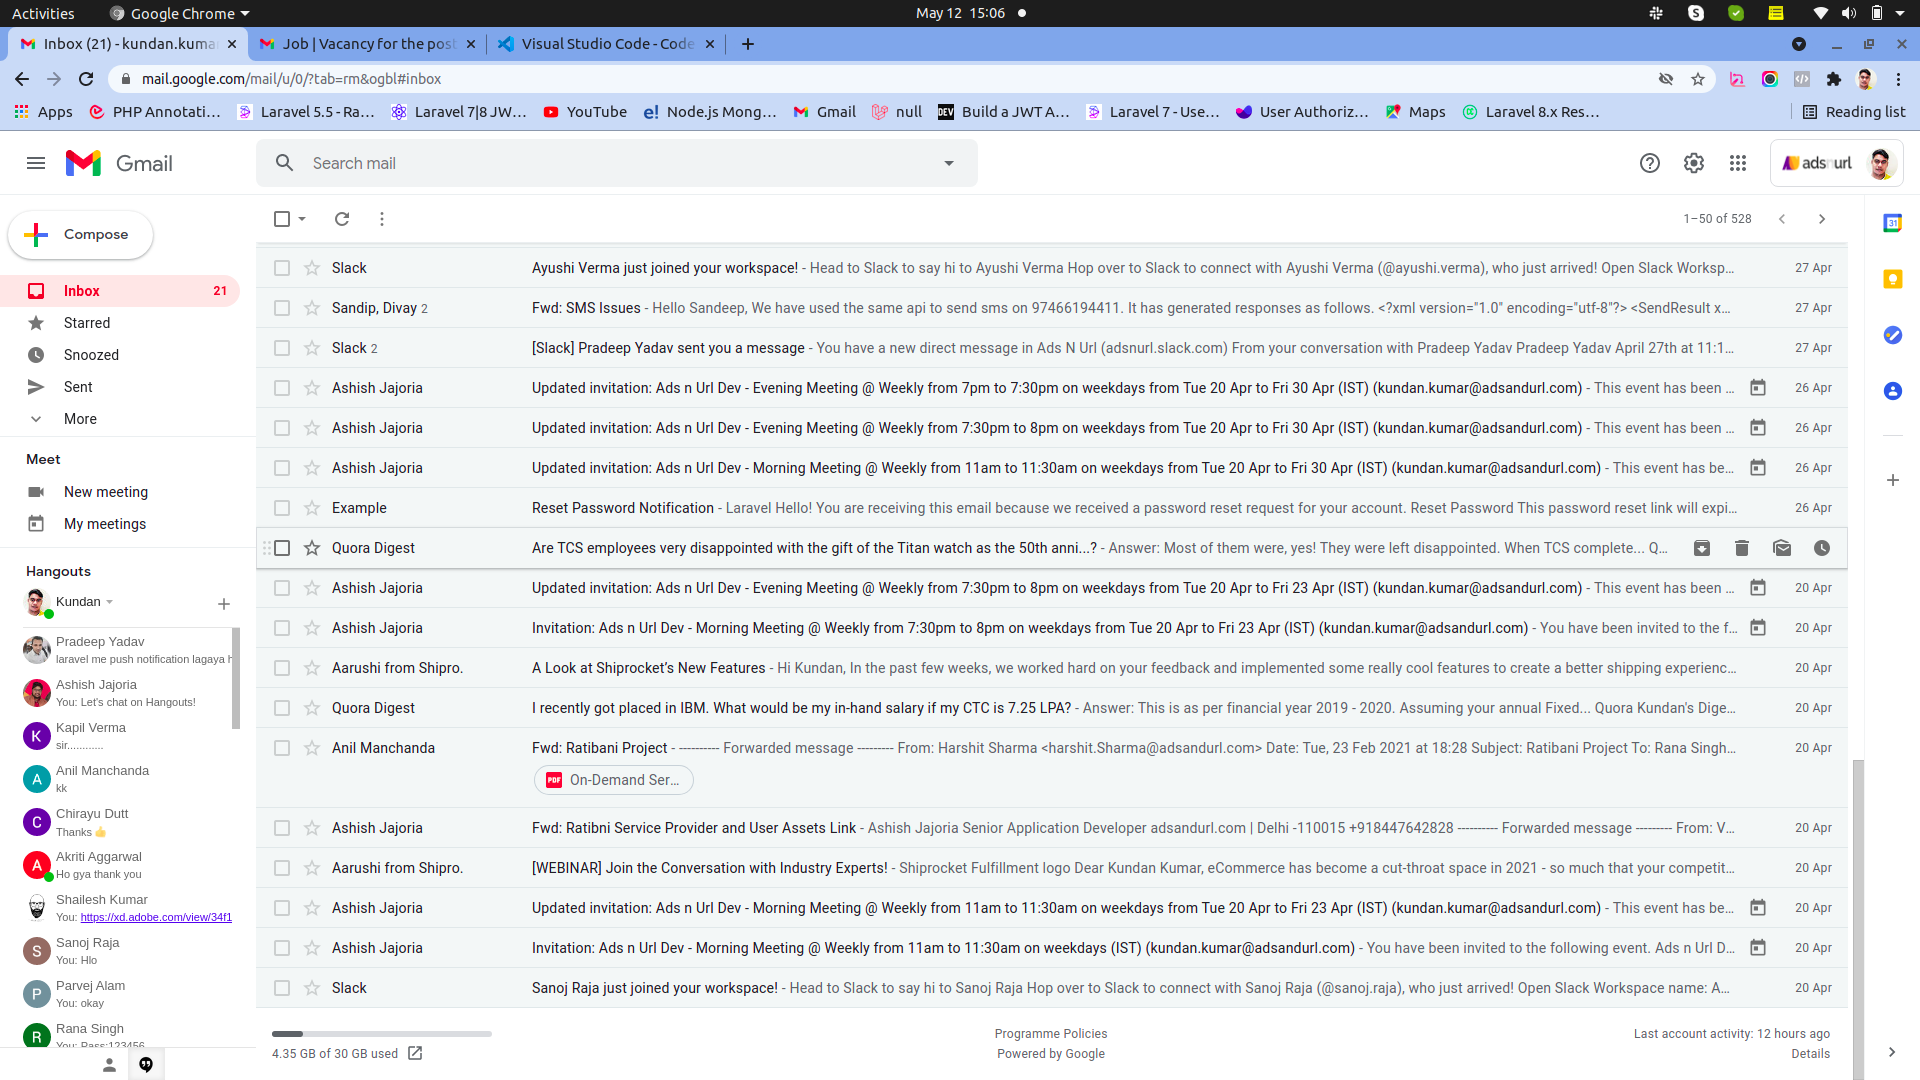 Activities
Google Chrome
May 12 15:06
Inbox (21) - kundan.kuma
Job | Vacancy for the post
Visual Studio Code - Code
mail.google.com/mail/u/0/?tab=rm&ogbl#inbox
Apps
PHP Annotati...
Laravel 5.5 - Ra...
Laravel 7|8 JW...
YouTube
Node.js Mong...
Gmail
null
Build a JWT A...
Laravel 7 - Use...
User Authoriz...
Maps
Laravel 8.x Res...
Reading list
Gmail
Search mail
adsnurl
Compose
1–50 of 528
Inbox 21
Starred
Snoozed
Sent
More
Meet
New meeting
My meetings
Hangouts
Kundan
Pradeep Yadav
laravel me push notification lagaya h
Ashish Jajoria
You: Let's chat on Hangouts!
Kapil Verma
sir............
Anil Manchanda
kk
Chirayu Dutt
Thanks 👍
Akriti Aggarwal
Ho gya thank you
Shailesh Kumar
You: https://xd.adobe.com/view/34f1
Sanoj Raja
You: Hlo
Parvej Alam
You: okay
Rana Singh
You: Pass:123456
Slack Ayushi Verma just joined your workspace! - Head to Slack to say hi to Ayushi Verma Hop over to Slack to connect with Ayushi Verma (@ayushi.verma), who just arrived! Open Slack Worksp... 27 Apr
Sandip, Divay 2 Fwd: SMS Issues - Hello Sandeep, We have used the same api to send sms on 97466194411. It has generated responses as follows. <?xml version="1.0" encoding="utf-8"?> <SendResult x... 27 Apr
Slack 2 [Slack] Pradeep Yadav sent you a message - You have a new direct message in Ads N Url (adsnurl.slack.com) From your conversation with Pradeep Yadav Pradeep Yadav April 27th at 11:1... 27 Apr
Ashish Jajoria Updated invitation: Ads n Url Dev - Evening Meeting @ Weekly from 7pm to 7:30pm on weekdays from Tue 20 Apr to Fri 30 Apr (IST) (kundan.kumar@adsandurl.com) - This event has been ... 26 Apr
Ashish Jajoria Updated invitation: Ads n Url Dev - Evening Meeting @ Weekly from 7:30pm to 8pm on weekdays from Tue 20 Apr to Fri 30 Apr (IST) (kundan.kumar@adsandurl.com) - This event has been ... 26 Apr
Ashish Jajoria Updated invitation: Ads n Url Dev - Morning Meeting @ Weekly from 11am to 11:30am on weekdays from Tue 20 Apr to Fri 30 Apr (IST) (kundan.kumar@adsandurl.com) - This event has be... 26 Apr
Example Reset Password Notification - Laravel Hello! You are receiving this email because we received a password reset request for your account. Reset Password This password reset link will expi... 26 Apr
Quora Digest Are TCS employees very disappointed with the gift of the Titan watch as the 50th anni...? - Answer: Most of them were, yes! They were left disappointed. When TCS complete... Q...
Ashish Jajoria Updated invitation: Ads n Url Dev - Evening Meeting @ Weekly from 7:30pm to 8pm on weekdays from Tue 20 Apr to Fri 23 Apr (IST) (kundan.kumar@adsandurl.com) - This event has been ... 20 Apr
Ashish Jajoria Invitation: Ads n Url Dev - Morning Meeting @ Weekly from 7:30pm to 8pm on weekdays from Tue 20 Apr to Fri 23 Apr (IST) (kundan.kumar@adsandurl.com) - You have been invited to the f... 20 Apr
Aarushi from Shipro. A Look at Shiprocket’s New Features - Hi Kundan, In the past few weeks, we worked hard on your feedback and implemented some really cool features to create a better shipping experienc... 20 Apr
Quora Digest I recently got placed in IBM. What would be my in-hand salary if my CTC is 7.25 LPA? - Answer: This is as per financial year 2019 - 2020. Assuming your annual Fixed... Quora Kundan's Dige... 20 Apr
Anil Manchanda Fwd: Ratibani Project - ---------- Forwarded message --------- From: Harshit Sharma <harshit.Sharma@adsandurl.com> Date: Tue, 23 Feb 2021 at 18:28 Subject: Ratibani Project To: Rana Singh... 20 Apr
PDF On-Demand Ser...
Ashish Jajoria Fwd: Ratibni Service Provider and User Assets Link - Ashish Jajoria Senior Application Developer adsandurl.com | Delhi -110015 +918447642828 ---------- Forwarded message --------- From: V... 20 Apr
Aarushi from Shipro. [WEBINAR] Join the Conversation with Industry Experts! - Shiprocket Fulfillment logo Dear Kundan Kumar, eCommerce has become a cut-throat space in 2021 - so much that your competit... 20 Apr
Ashish Jajoria Updated invitation: Ads n Url Dev - Morning Meeting @ Weekly from 11am to 11:30am on weekdays from Tue 20 Apr to Fri 23 Apr (IST) (kundan.kumar@adsandurl.com) - This event has be... 20 Apr
Ashish Jajoria Invitation: Ads n Url Dev - Morning Meeting @ Weekly from 11am to 11:30am on weekdays (IST) (kundan.kumar@adsandurl.com) - You have been invited to the following event. Ads n Url D... 20 Apr
Slack Sanoj Raja just joined your workspace! - Head to Slack to say hi to Sanoj Raja Hop over to Slack to connect with Sanoj Raja (@sanoj.raja), who just arrived! Open Slack Workspace name: A... 20 Apr
4.35 GB of 30 GB used
Programme Policies
Powered by Google
Last account activity: 12 hours ago
Details